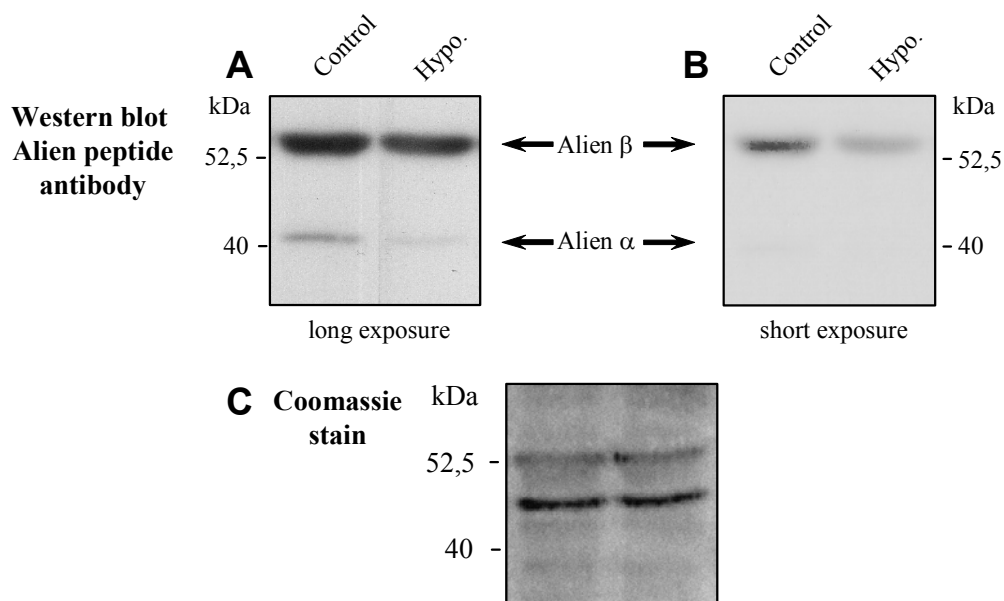 A
Control
Hypo.
kDa
Western blot
Alien peptide
antibody
52,5
40
long exposure
Alien β
Alien α
B
Control
Hypo.
kDa
52,5
40
short exposure
C
Coomassie
stain
kDa
52,5
40